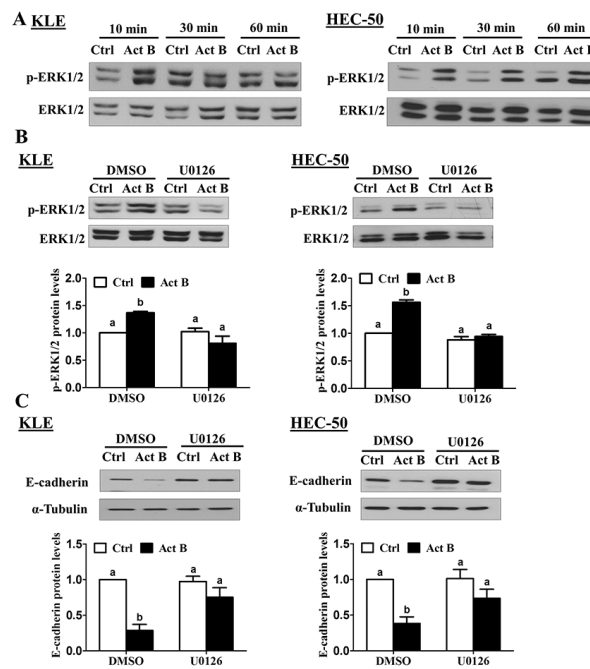 A KLE HEC-50
10 min 30 min 60 min 10 min 30 min 60 min
Ctrl Act B Ctrl Act B Ctrl Act B Ctrl Act B Ctrl Act B Ctrl Act B
p-ERK1/2 p-ERK1/2
ERK1/2 ERK1/2
B
KLE HEC-50
DMSO U0126 DMSO U0126
Ctrl Act B Ctrl Act B Ctrl Act B Ctrl Act B
p-ERK1/2 p-ERK1/2
ERK1/2 ERK1/2
Ctrl Act B Ctrl Act B
p-ERK1/2 protein levels p-ERK1/2 protein levels
2.0 2.0
1.5 1.5
1.0 1.0
0.5 0.5
0.0 0.0
a b a a a b a a
DMSO U0126 DMSO U0126
C
KLE HEC-50
DMSO U0126 DMSO U0126
Ctrl Act B Ctrl Act B Ctrl Act B Ctrl Act B
E-cadherin E-cadherin
α-Tubulin α-Tubulin
Ctrl Act B Ctrl Act B
E-cadherin protein levels E-cadherin protein levels
1.5 1.5
1.0 1.0
0.5 0.5
0.0 0.0
a b a a a b a a
DMSO U0126 DMSO U0126